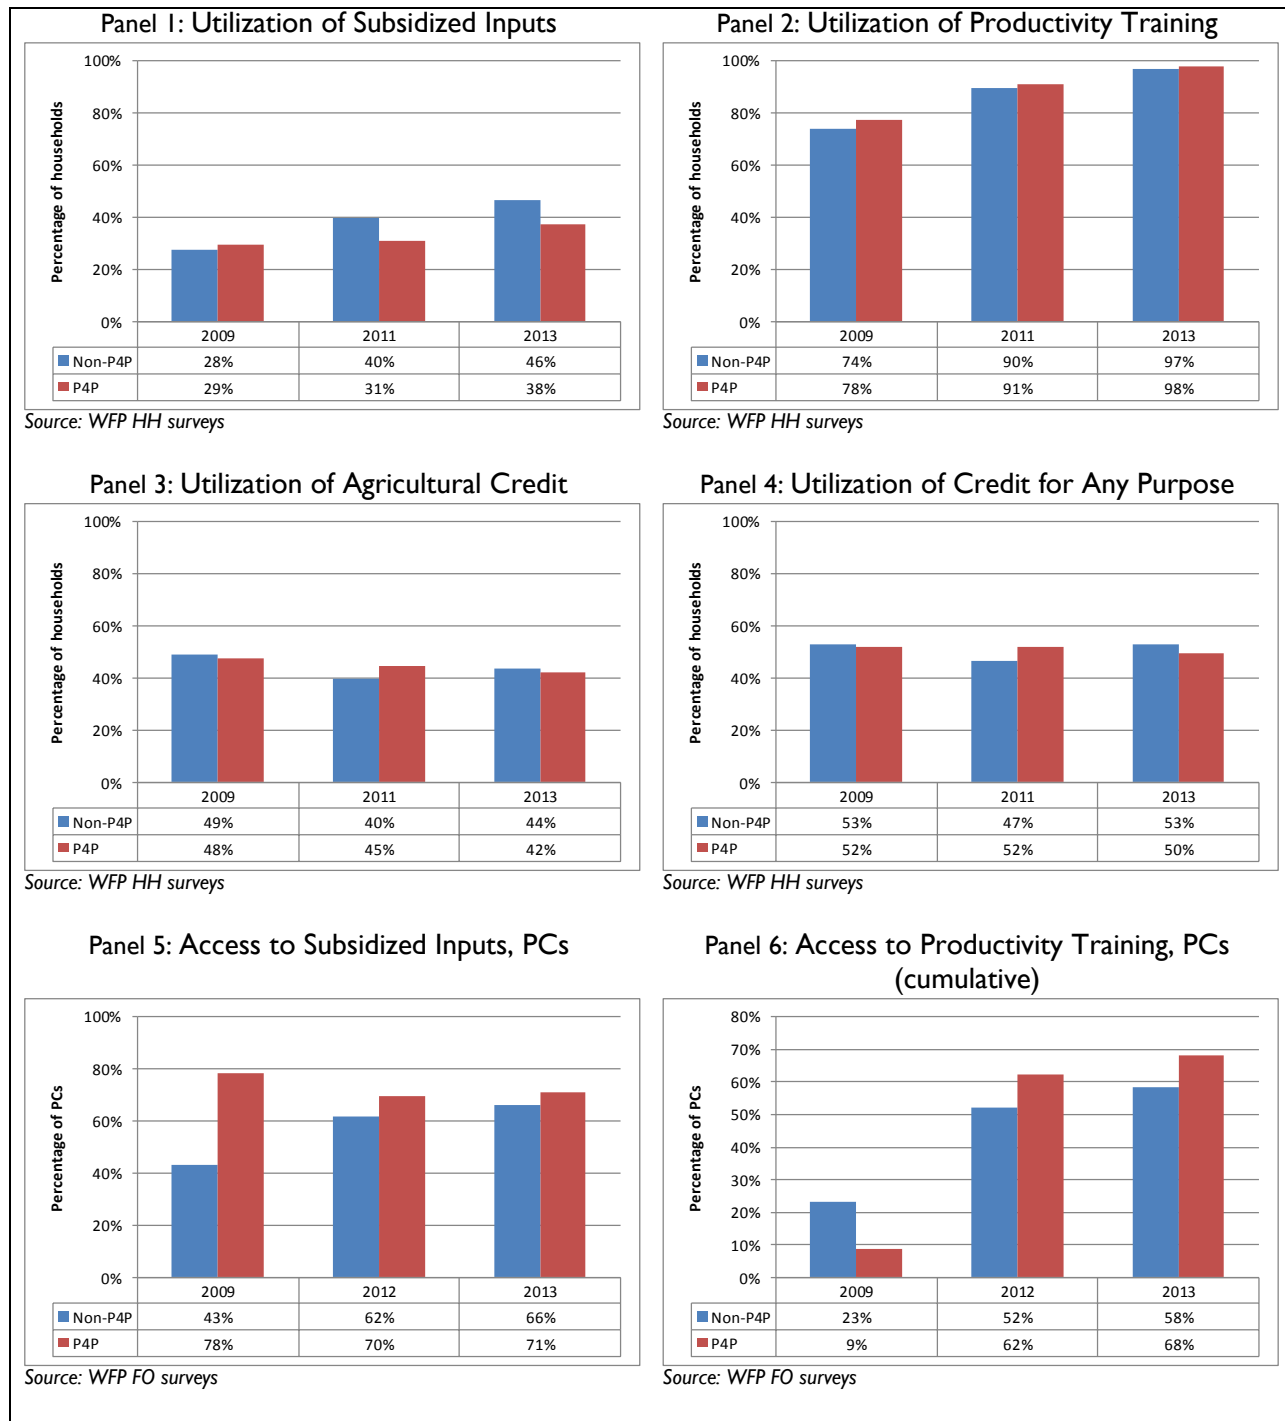 Panel 1: Utilization of Subsidized Inputs
100%
80%
60%
40%
20%
0%
Percentage of households
2009 2011 2013
Non-P4P 28% 40% 46%
P4P 29% 31% 38%
Source: WFP HH surveys
Panel 2: Utilization of Productivity Training
100%
80%
60%
40%
20%
0%
Percentage of households
2009 2011 2013
Non-P4P 74% 90% 97%
P4P 78% 91% 98%
Source: WFP HH surveys
Panel 3: Utilization of Agricultural Credit
100%
80%
60%
40%
20%
0%
Percentage of households
2009 2011 2013
Non-P4P 49% 40% 44%
P4P 48% 45% 42%
Source: WFP HH surveys
Panel 4: Utilization of Credit for Any Purpose
100%
80%
60%
40%
20%
0%
Percentage of households
2009 2011 2013
Non-P4P 53% 47% 53%
P4P 52% 52% 50%
Source: WFP HH surveys
Panel 5: Access to Subsidized Inputs, PCs
100%
80%
60%
40%
20%
0%
Percentage of PCs
2009 2012 2013
Non-P4P 43% 62% 66%
P4P 78% 70% 71%
Source: WFP FO surveys
Panel 6: Access to Productivity Training, PCs
(cumulative)
80%
70%
60%
50%
40%
30%
20%
10%
0%
Percentage of PCs
2009 2012 2013
Non-P4P 23% 52% 58%
P4P 9% 62% 68%
Source: WFP FO surveys